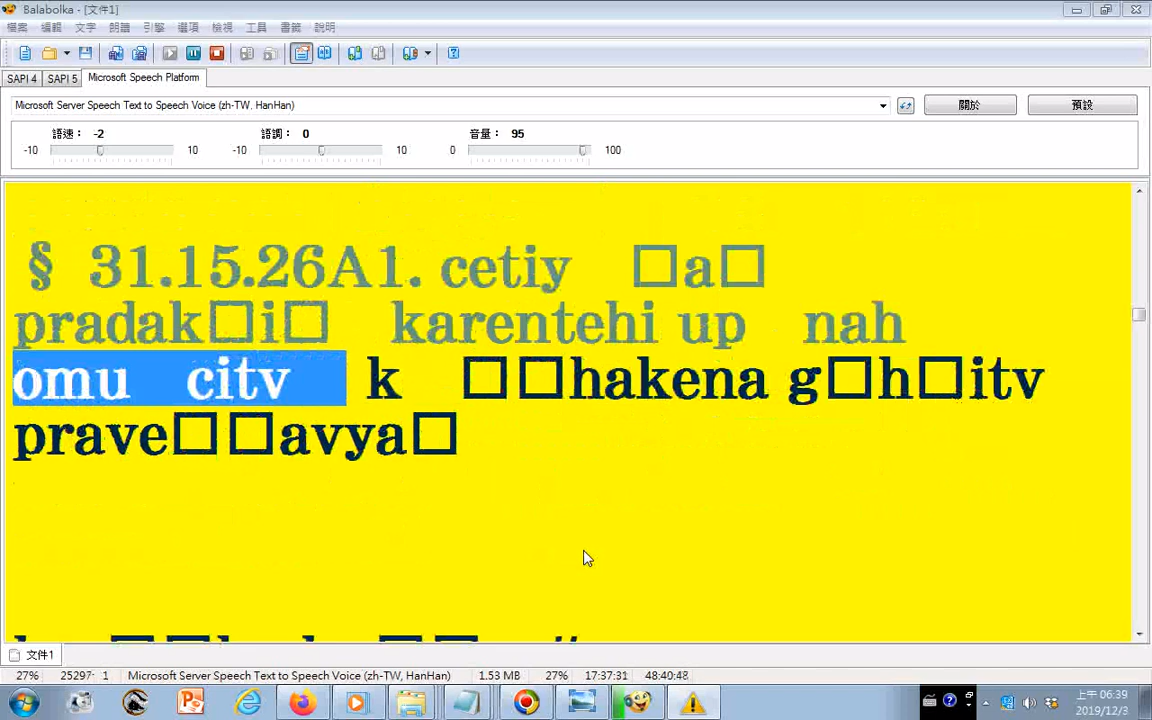 Balabolka - [文件1]
檔案 編輯 文字 朗讀 引擎 選項 檢視 工具 書籤 說明
SAPI 4 SAPI 5 Microsoft Speech Platform
Microsoft Server Speech Text to Speech Voice (zh-TW, HanHan) 關於 預設
語速： -2 語調： 0 音量： 95
-10 10 -10 10 0 100
§ 31.15.26A1. cetiy □a□
pradak□i□ karentehi up nah
omu citv k □□hakena g□h□itv
prave□□avya□
文件1
27% 25297: 1 Microsoft Server Speech Text to Speech Voice (zh-TW, HanHan) 1.53 MB 27% 17:37:31 48:40:48
上午 06:39
2019/12/3